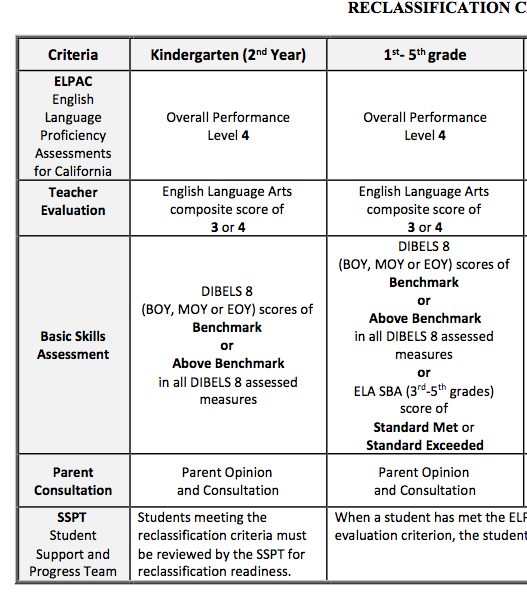 RECLASSIFICATION
Criteria
Kindergarten (2nd Year)
1st- 5th grade
ELPAC
English
Language
Proficiency
Assessments
for California
Overall Performance
Level 4
Overall Performance
Level 4
Teacher
Evaluation
English Language Arts
composite score of
3 or 4
English Language Arts
composite score of
3 or 4
Basic Skills
Assessment
DIBELS 8
(BOY, MOY or EOY) scores of
Benchmark
or
Above Benchmark
in all DIBELS 8 assessed
measures
DIBELS 8
(BOY, MOY or EOY) scores of
Benchmark
or
Above Benchmark
in all DIBELS 8 assessed
measures
or
ELA SBA (3rd-5th grades)
score of
Standard Met or
Standard Exceeded
Parent
Consultation
Parent Opinion
and Consultation
Parent Opinion
and Consultation
SSPT
Student
Support and
Progress Team
Students meeting the
reclassification criteria must
be reviewed by the SSPT for
reclassification readiness.
When a student has met the
evaluation criterion, the student